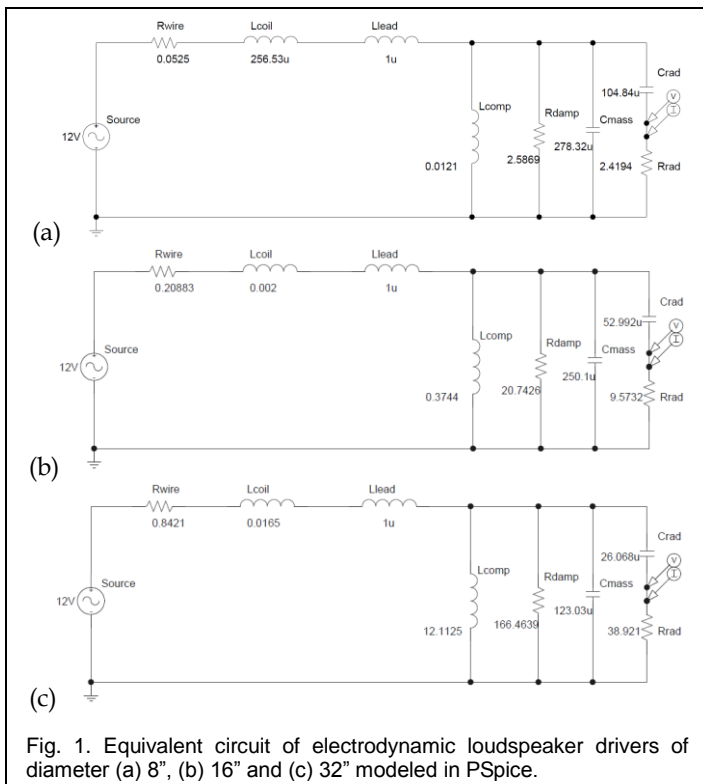 Rwire Lcoil Llead
0.0525 256.53u 1u
Crad
104.84u
V
I
Source
12V
Lcomp Rdamp Cmass
278.32u
0.0121 2.5869 2.4194 Rrad
(a)
Rwire Lcoil Llead
0.20883 0.002 1u
Crad
52.992u
V
I
Source
12V
Lcomp Rdamp Cmass
250.1u
0.3744 20.7426 9.5732 Rrad
(b)
Rwire Lcoil Llead
0.8421 0.0165 1u
Crad
26.068u
V
I
Source
12V
Lcomp Rdamp Cmass
123.03u
12.1125 166.4639 38.921 Rrad
(c)
Fig. 1. Equivalent circuit of electrodynamic loudspeaker drivers of
diameter (a) 8”, (b) 16” and (c) 32” modeled in PSpice.